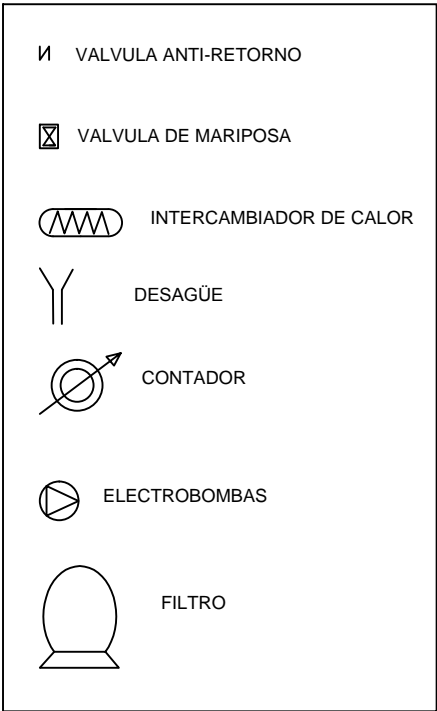 VALVULA ANTI-RETORNO
VALVULA DE MARIPOSA
INTERCAMBIADOR DE CALOR
DESAGÜE
CONTADOR
ELECTROBOMBAS
FILTRO